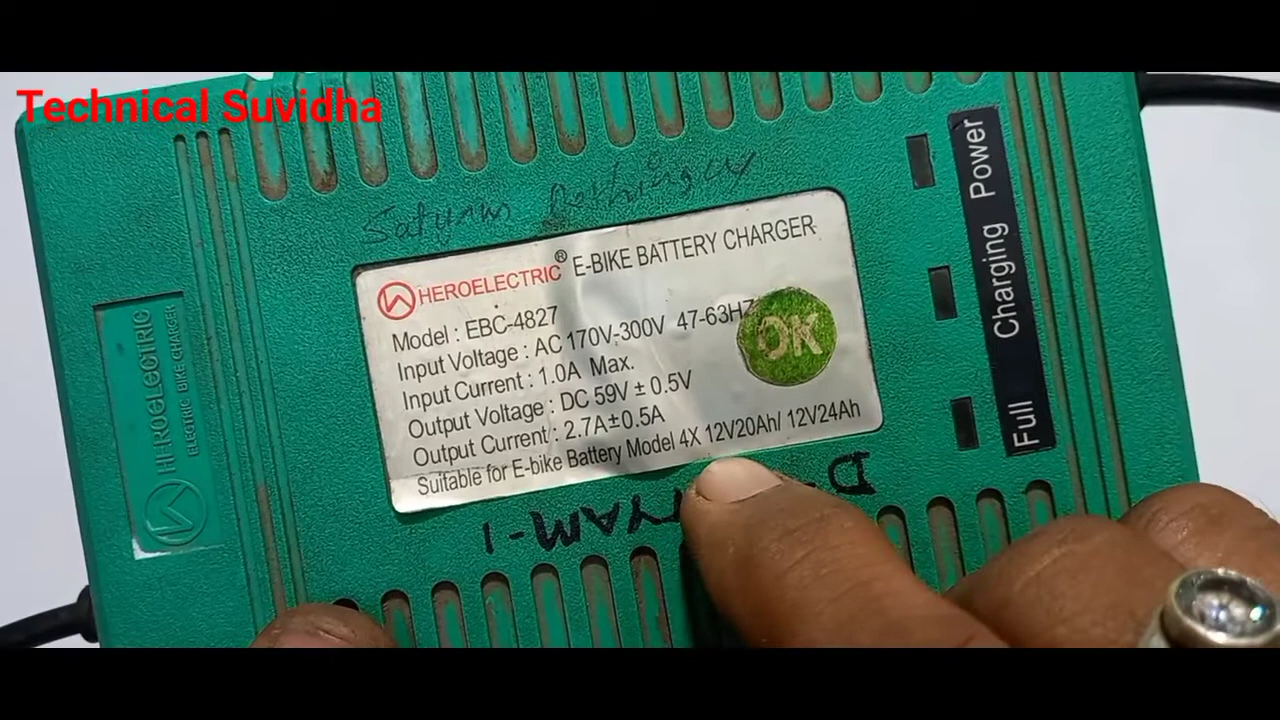 Technical Suvidha
Satyam
HEROELECTRIC® E-BIKE BATTERY CHARGER
Model : EBC-4827
Input Voltage : AC 170V-300V 47-63HZ
Input Current : 1.0A Max.
Output Voltage : DC 59V ± 0.5V
Output Current : 2.7A±0.5A
Suitable for E-bike Battery Model 4X 12V20Ah/ 12V24Ah
OK
Full Charging Power
HEROELECTRIC
ELECTRIC BIKE CHARGER